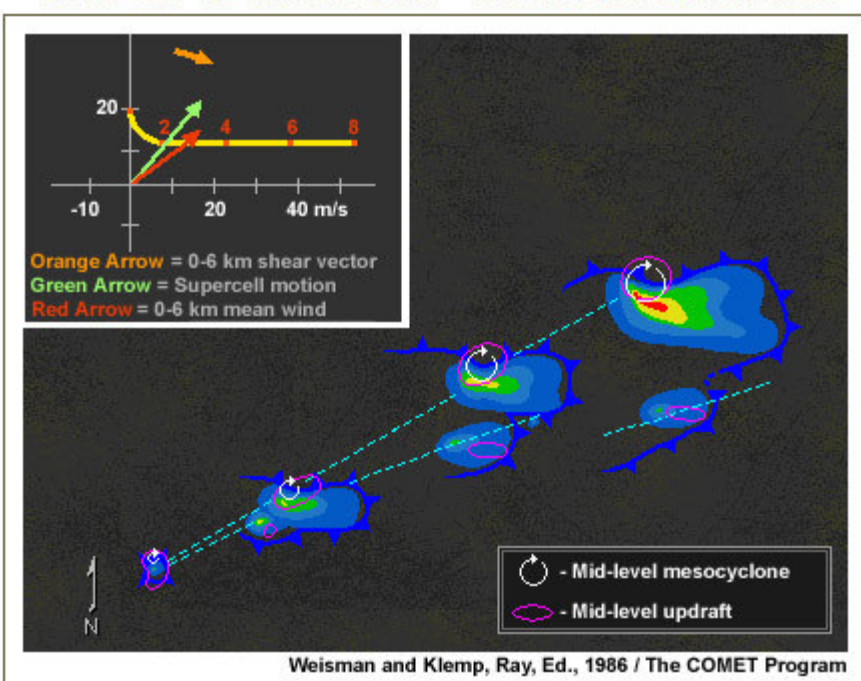 20
2 4 6 8
-10 20 40 m/s
Orange Arrow = 0-6 km shear vector
Green Arrow = Supercell motion
Red Arrow = 0-6 km mean wind
N
- Mid-level mesocyclone
- Mid-level updraft
Weisman and Klemp, Ray, Ed., 1986 / The COMET Program